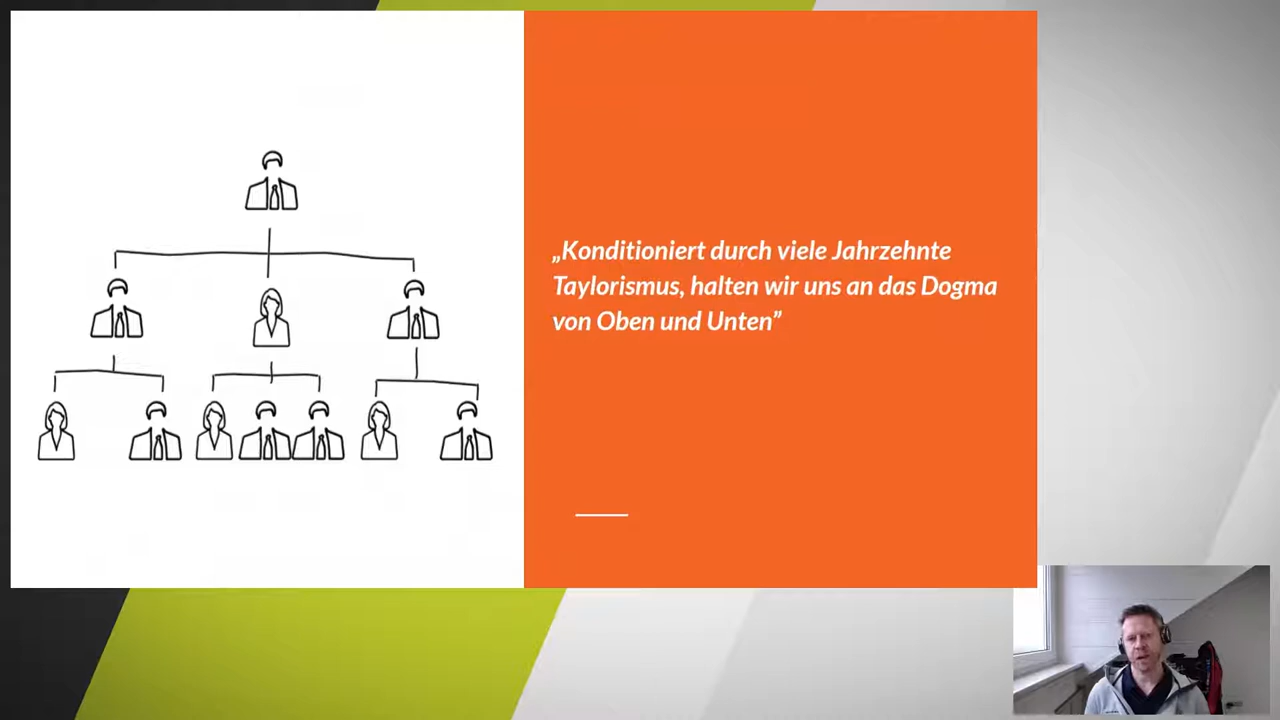 „Konditioniert durch viele Jahrzehnte
Taylorismus, halten wir uns an das Dogma
von Oben und Unten”